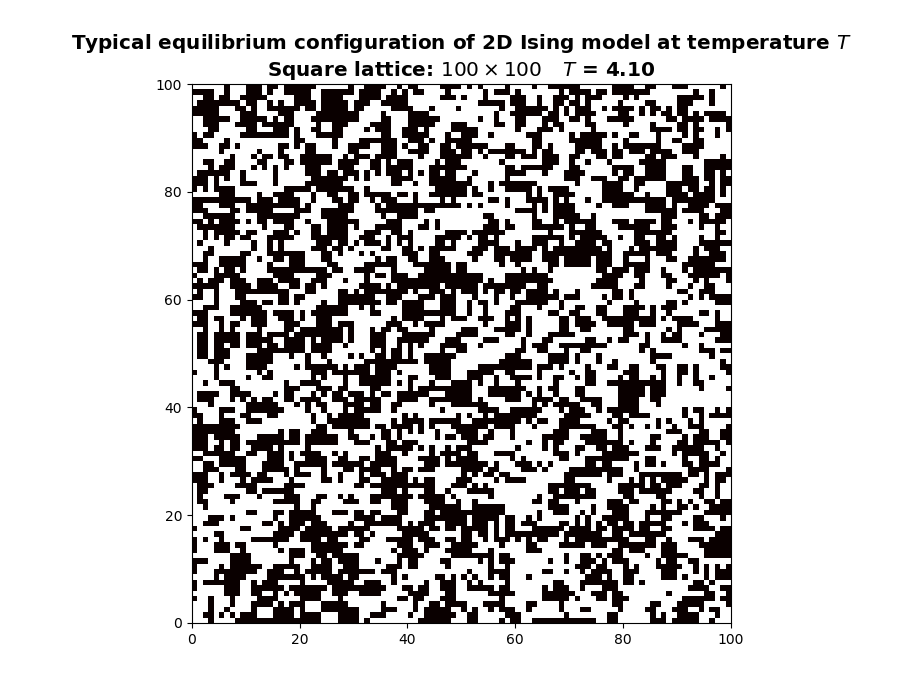 Typical equilibrium configuration of 2D Ising model at temperature T
Square lattice: 100 × 100 T = 4.10
100
80
60
40
20
0
0 20 40 60 80 100